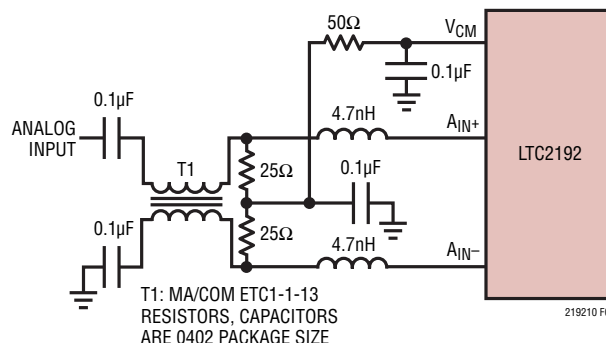 50Ω
VCM
0.1µF
0.1µF
4.7nH
AIN+
ANALOG
INPUT
T1
25Ω
0.1µF
LTC2192
0.1µF
25Ω
4.7nH
AIN–
T1: MA/COM ETC1-1-13
RESISTORS, CAPACITORS
ARE 0402 PACKAGE SIZE
219210 F